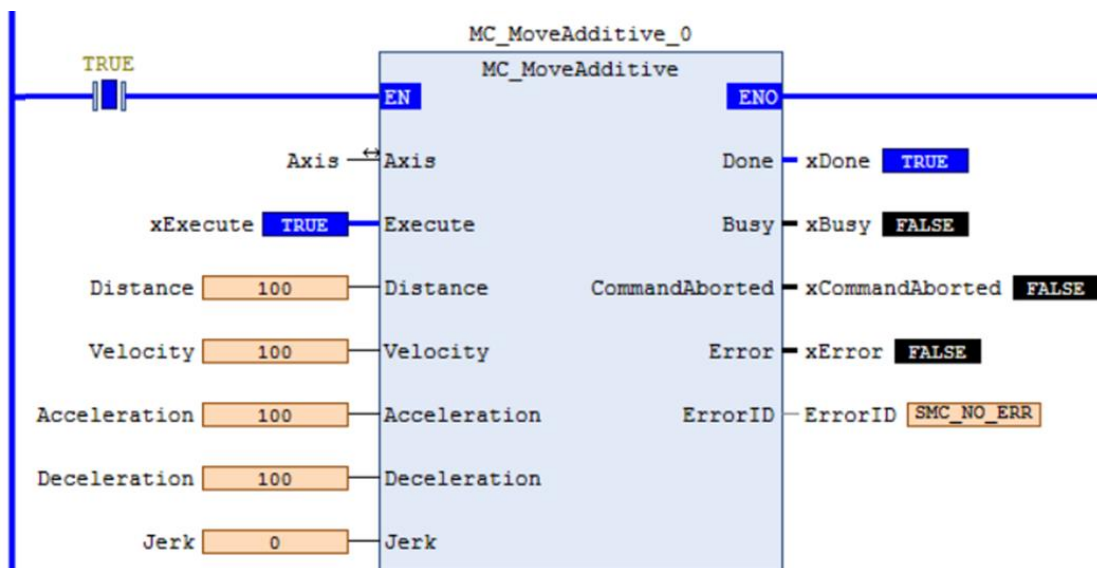 MC_MoveAdditive_0
TRUE MC_MoveAdditive
EN ENO
Axis Axis Done xDone TRUE
xExecute TRUE Execute Busy xBusy FALSE
Distance 100 Distance CommandAborted xCommandAborted FALSE
Velocity 100 Velocity Error xError FALSE
Acceleration 100 Acceleration ErrorID ErrorID SMC_NO_ERR
Deceleration 100 Deceleration
Jerk 0 Jerk